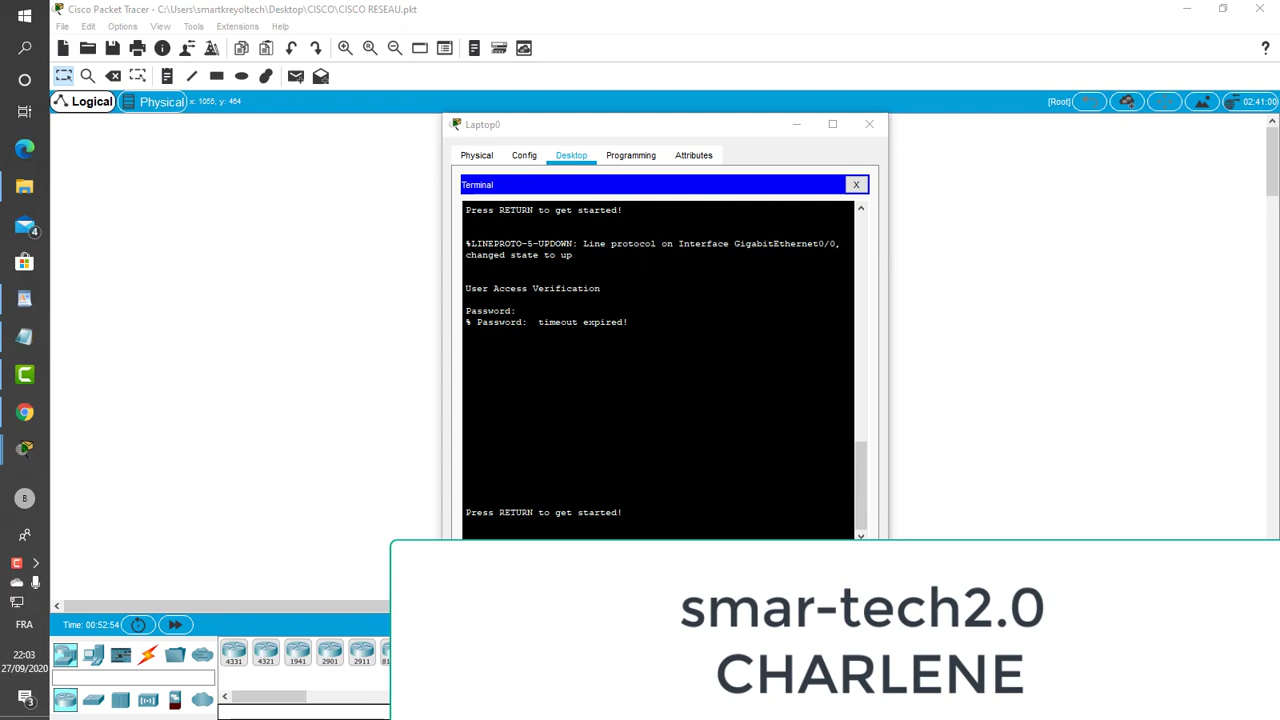 Cisco Packet Tracer - C:\Users\smartkreyoltech\Desktop\CISCO\CISCO RESEAU.pkt
File Edit Options View Tools Extensions Help
Logical Physical x: 1055, y: 464 [Root] 02:41:00
Laptop0
Physical Config Desktop Programming Attributes
Terminal X
Press RETURN to get started!
%LINEPROTO-5-UPDOWN: Line protocol on Interface GigabitEthernet0/0,
changed state to up
User Access Verification
Password:
% Password:  timeout expired!
Press RETURN to get started!
smar-tech2.0
CHARLENE
Time: 00:52:54
4331 4321 1941 2901 2911
4
B
FRA
22:03
27/09/2020
3